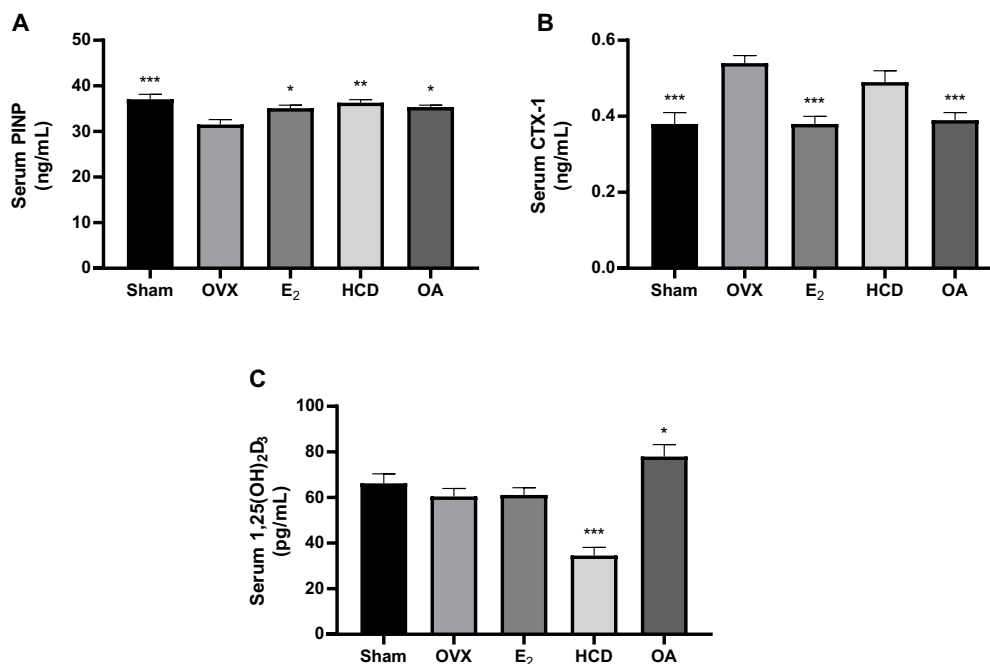 A
Serum PINP
(ng/mL)
50
40
30
20
10
0
***
*
**
*
Sham OVX E₂ HCD OA
B
Serum CTX-1
(ng/mL)
0.6
0.4
0.2
0.0
***
***
***
Sham OVX E₂ HCD OA
C
Serum 1,25(OH)₂D₃
(pg/mL)
100
80
60
40
20
0
***
*
Sham OVX E₂ HCD OA